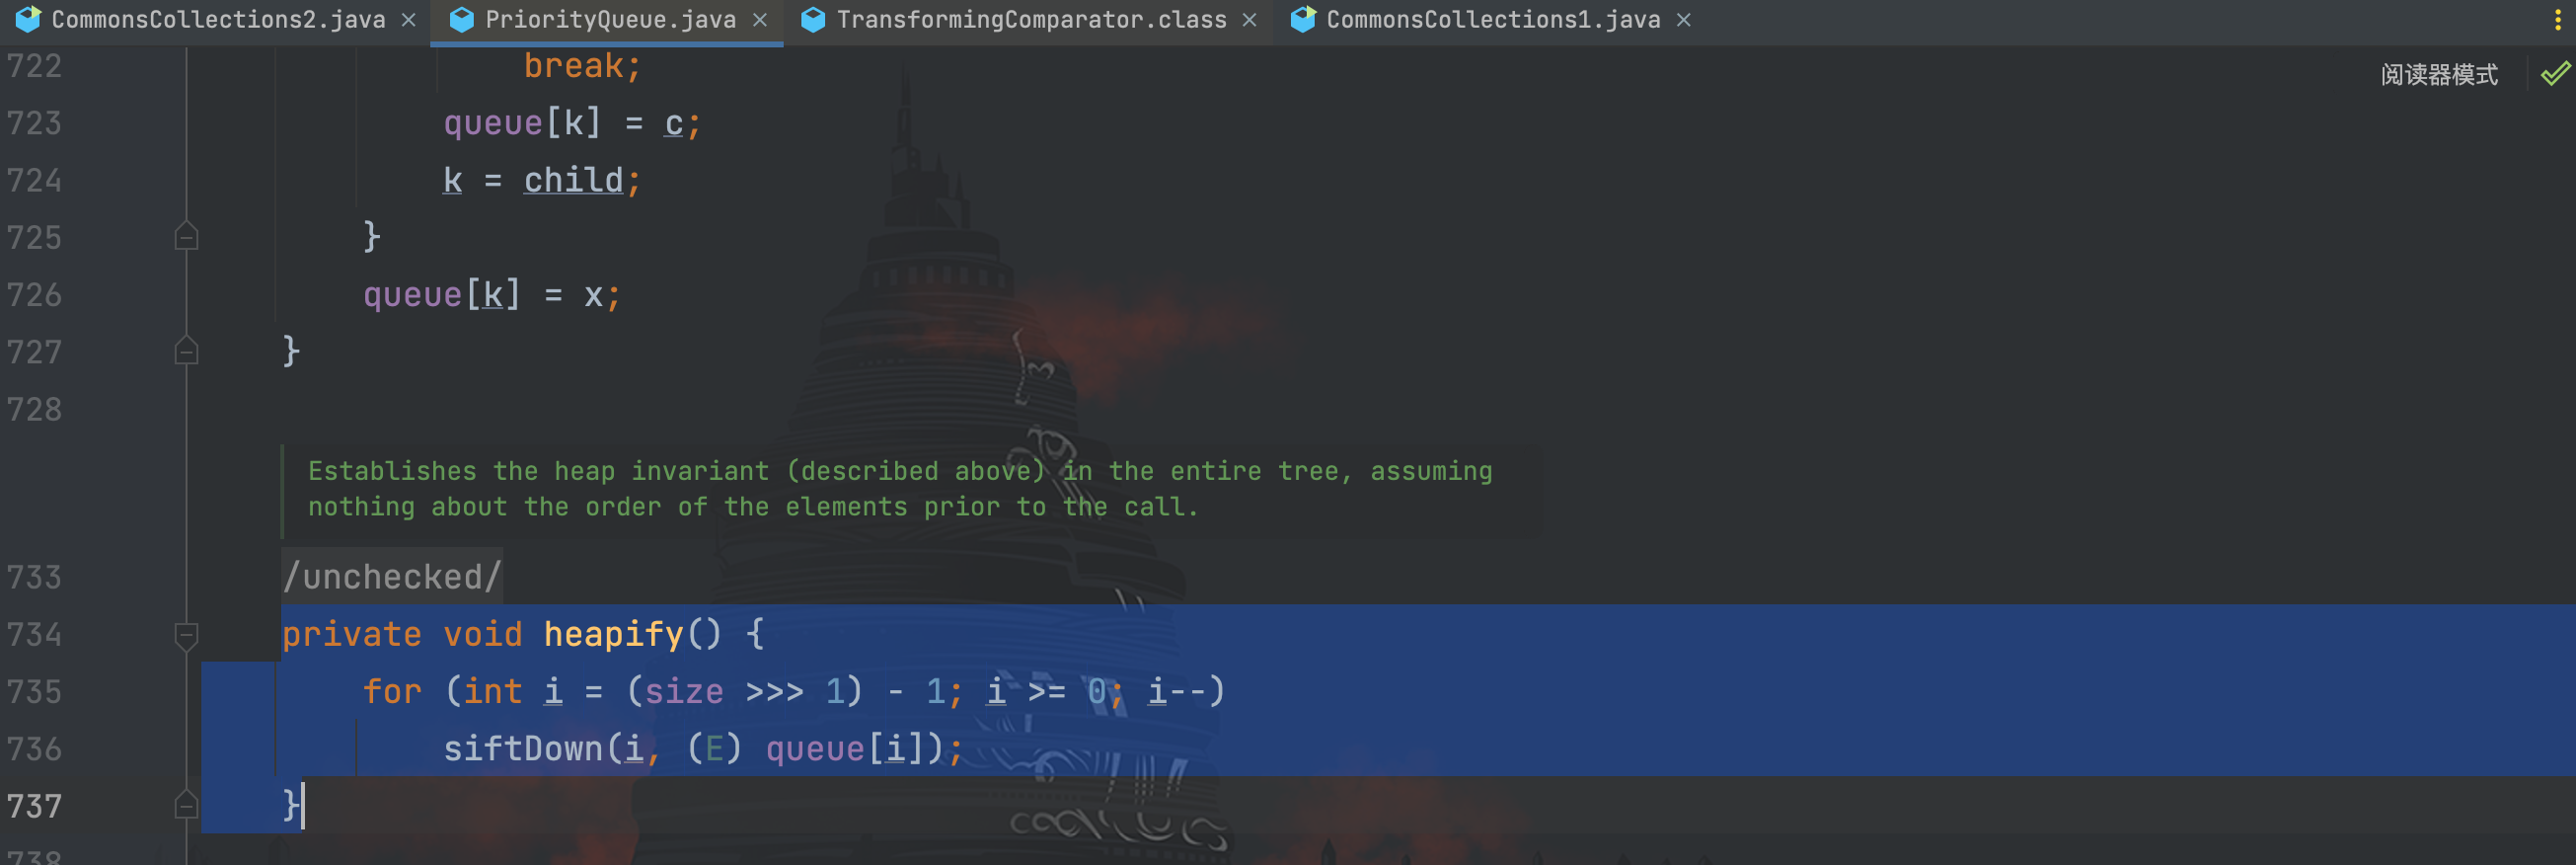 CommonsCollections2.java PriorityQueue.java TransformingComparator.class CommonsCollections1.java
阅读器模式
722 break;
723 queue[k] = c;
724 k = child;
725 }
726 queue[k] = x;
727 }
728
Establishes the heap invariant (described above) in the entire tree, assuming
nothing about the order of the elements prior to the call.
733 /unchecked/
734 private void heapify() {
735 for (int i = (size >>> 1) - 1; i >= 0; i--)
736 siftDown(i, (E) queue[i]);
737 }
738